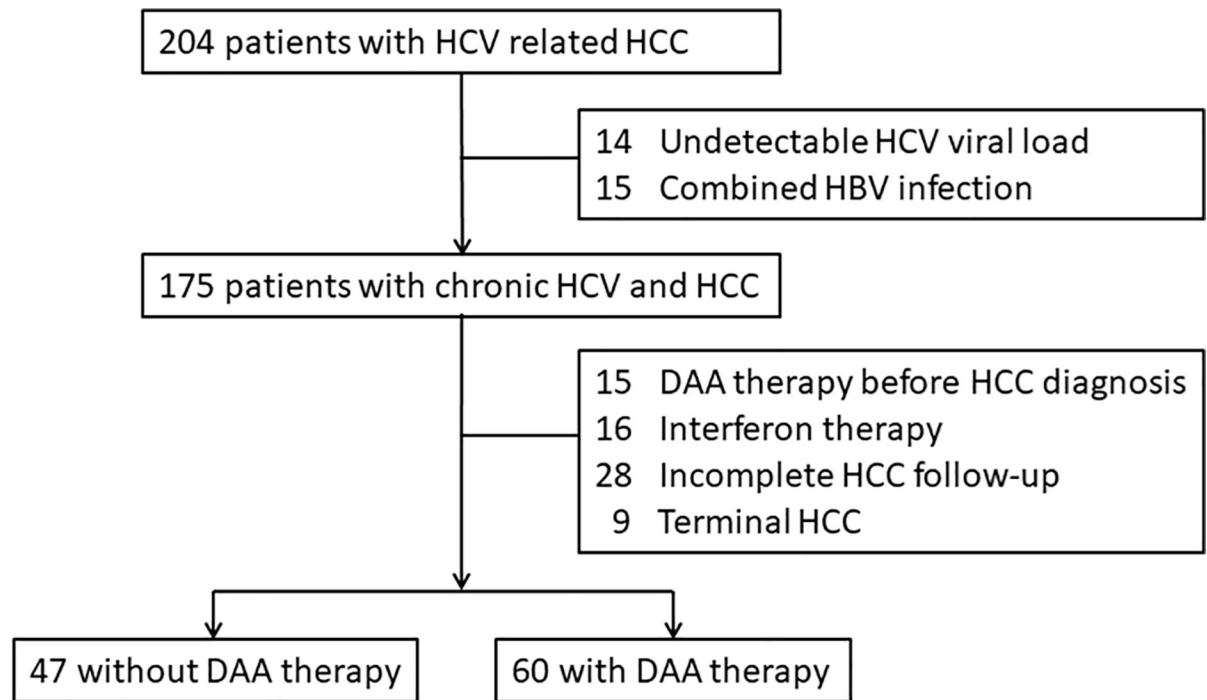 204 patients with HCV related HCC
14 Undetectable HCV viral load
15 Combined HBV infection
175 patients with chronic HCV and HCC
15 DAA therapy before HCC diagnosis
16 Interferon therapy
28 Incomplete HCC follow-up
9 Terminal HCC
47 without DAA therapy
60 with DAA therapy